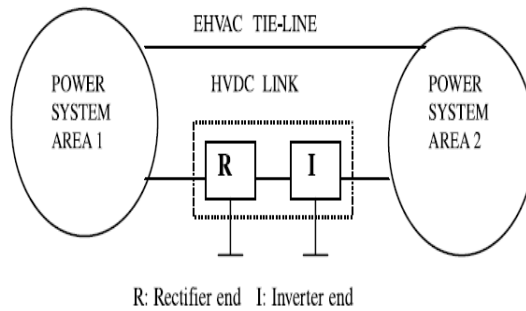 EHVAC TIE-LINE
POWER
SYSTEM
AREA 1
HVDC LINK
POWER
SYSTEM
AREA 2
R
I
R: Rectifier end I: Inverter end